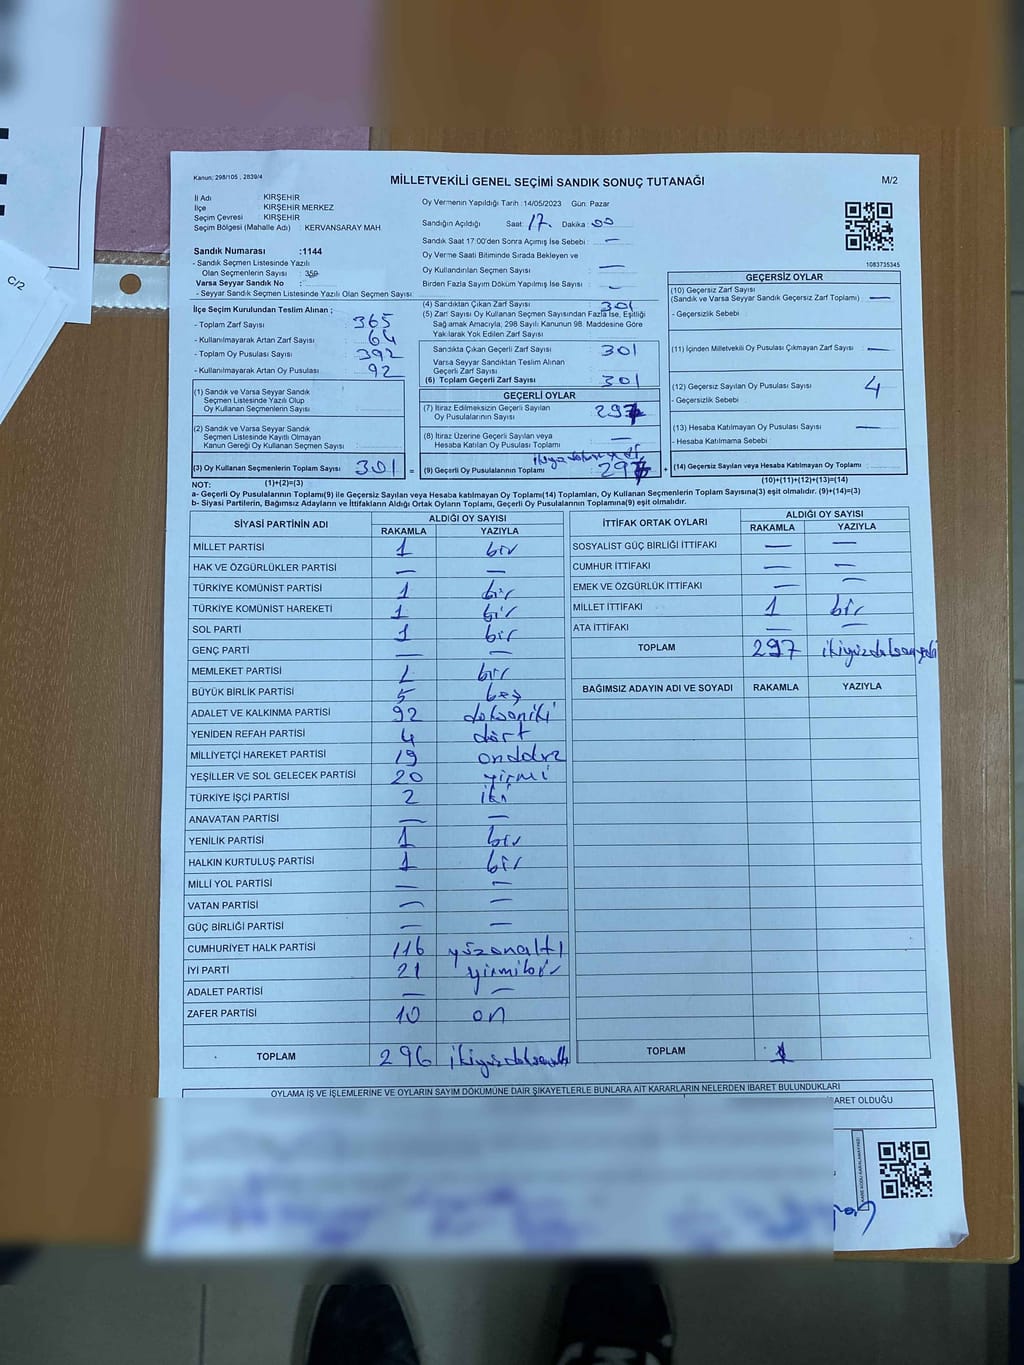 C/2
Kanun; 298/105 , 2839/4
MİLLETVEKİLİ GENEL SEÇİMİ SANDIK SONUÇ TUTANAĞI
M/2
İl Adı : KIRŞEHİR
İlçe : KIRŞEHİR MERKEZ
Seçim Çevresi : KIRŞEHİR
Seçim Bölgesi (Mahalle Adı) : KERVANSARAY MAH
Sandık Numarası :1144
- Sandık Seçmen Listesinde Yazılı
Olan Seçmenlerin Sayısı : 359
Varsa Seyyar Sandık No :
- Seyyar Sandık Seçmen Listesinde Yazılı Olan Seçmen Sayısı:
Oy Vermenin Yapıldığı Tarih :14/05/2023 Gün: Pazar
Sandığın Açıldığı Saat: 17 Dakika : 00
Sandık Saat 17:00'den Sonra Açımış İse Sebebi : —
Oy Verme Saati Bitiminde Sırada Bekleyen ve
Oy Kullandırılan Seçmen Sayısı : —
Birden Fazla Sayım Döküm Yapılmış İse Sayısı : —
1083735345
İlçe Seçim Kurulundan Teslim Alınan ;
- Toplam Zarf Sayısı : 365
- Kullanılmayarak Artan Zarf Sayısı : 64
- Toplam Oy Pusulası Sayısı : 392
- Kullanılmayarak Artan Oy Pusulası : 92
(1) Sandık ve Varsa Seyyar Sandık
Seçmen Listesinde Yazılı Olup
Oy Kullanan Seçmenlerin Sayısı :
(2) Sandık ve Varsa Seyyar Sandık
Seçmen Listesinde Kayıtlı Olmayan
Kanun Gereği Oy Kullanan Seçmen Sayısı :
(3) Oy Kullanan Seçmenlerin Toplam Sayısı : 301
(1)+(2)=(3)
(4) Sandıktan Çıkan Zarf Sayısı : 301
(5) Zarf Sayısı Oy Kullanan Seçmen Sayısından Fazla İse, Eşitliği
Sağlamak Amacıyla, 298 Sayılı Kanunun 98. Maddesine Göre
Yakılarak Yok Edilen Zarf Sayısı :
Sandıkta Çıkan Geçerli Zarf Sayısı : 301
Varsa Seyyar Sandıktan Teslim Alınan
Geçerli Zarf Sayısı :
(6) Toplam Geçerli Zarf Sayısı : 301
GEÇERLİ OYLAR
(7) İtiraz Edilmeksizin Geçerli Sayılan
Oy Pusulalarının Sayısı : 297
(8) İtiraz Üzerine Geçerli Sayılan veya
Hesaba Katılan Oy Pusulası Toplamı : —
= (9) Geçerli Oy Pusulalarının Toplamı : 297 +
GEÇERSİZ OYLAR
(10) Geçersiz Zarf Sayısı
(Sandık ve Varsa Seyyar Sandık Geçersiz Zarf Toplamı) : —
- Geçersizlik Sebebi :
(11) İçinden Milletvekili Oy Pusulası Çıkmayan Zarf Sayısı : —
(12) Geçersiz Sayılan Oy Pusulası Sayısı : 4
- Geçersizlik Sebebi :
(13) Hesaba Katılmayan Oy Pusulası Sayısı : —
- Hesaba Katılmama Sebebi :
(14) Geçersiz Sayılan veya Hesaba Katılmayan Oy Toplamı :
(10)+(11)+(12)+(13)=(14)
NOT:
a- Geçerli Oy Pusulalarının Toplamı(9) ile Geçersiz Sayılan veya Hesaba Katılmayan Oy Toplamı(14) Toplamları, Oy Kullanan Seçmenlerin Toplam Sayısına(3) eşit olmalıdır. (9)+(14)=(3)
b- Siyasi Partilerin, Bağımsız Adayların ve İttifakların Aldığı Ortak Oyların Toplamı, Geçerli Oy Pusulalarının Toplamına(9) eşit olmalıdır.
SİYASİ PARTİNİN ADI ALDIĞI OY SAYISI
RAKAMLA YAZIYLA
MİLLET PARTİSİ 1 bir
HAK VE ÖZGÜRLÜKLER PARTİSİ — —
TÜRKİYE KOMÜNİST PARTİSİ 1 bir
TÜRKİYE KOMÜNİST HAREKETİ 1 bir
SOL PARTİ 1 bir
GENÇ PARTİ — —
MEMLEKET PARTİSİ 1 bir
BÜYÜK BİRLİK PARTİSİ 5 beş
ADALET VE KALKINMA PARTİSİ 92 doksaniki
YENİDEN REFAH PARTİSİ 4 dört
MİLLİYETÇİ HAREKET PARTİSİ 19 ondokuz
YEŞİLLER VE SOL GELECEK PARTİSİ 20 yirmi
TÜRKİYE İŞÇİ PARTİSİ 2 iki
ANAVATAN PARTİSİ — —
YENİLİK PARTİSİ 1 bir
HALKIN KURTULUŞ PARTİSİ 1 bir
MİLLİ YOL PARTİSİ — —
VATAN PARTİSİ — —
GÜÇ BİRLİĞİ PARTİSİ — —
CUMHURİYET HALK PARTİSİ 116 yüzonaltı
İYİ PARTİ 21 yirmibir
ADALET PARTİSİ — —
ZAFER PARTİSİ 10 on
TOPLAM 296 ikiyüzdoksanaltı
İTTİFAK ORTAK OYLARI ALDIĞI OY SAYISI
RAKAMLA YAZIYLA
SOSYALİST GÜÇ BİRLİĞİ İTTİFAKI — —
CUMHUR İTTİFAKI — —
EMEK VE ÖZGÜRLÜK İTTİFAKI — —
MİLLET İTTİFAKI 1 bir
ATA İTTİFAKI — —
TOPLAM 297 ikiyüzdoksanyedi
BAĞIMSIZ ADAYIN ADI VE SOYADI RAKAMLA YAZIYLA
TOPLAM 1
OYLAMA İŞ VE İŞLEMLERİNE VE OYLARIN SAYIM DÖKÜMÜNE DAİR ŞİKAYETLERLE BUNLARA AİT KARARLARIN NELERDEN İBARET BULUNDUKLARI
BARET OLDUĞU